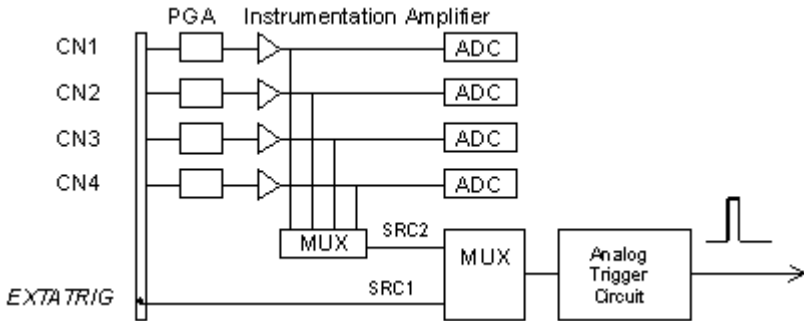 PGA Instrumentation Amplifier
CN1 ADC
CN2 ADC
CN3 ADC
CN4 ADC
MUX SRC2 MUX Analog
Trigger
Circuit
EXTATRIG SRC1